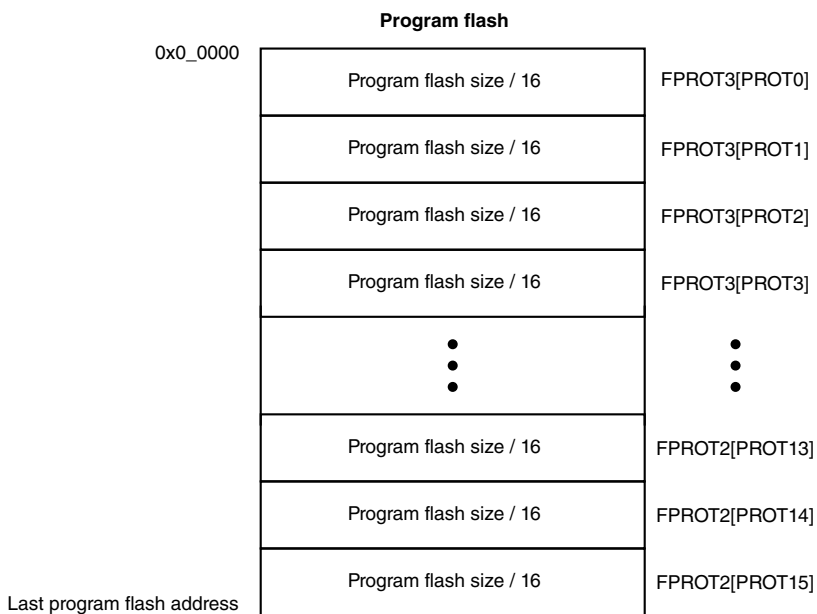 Program flash
0x0_0000
Program flash size / 16 FPROT3[PROT0]
Program flash size / 16 FPROT3[PROT1]
Program flash size / 16 FPROT3[PROT2]
Program flash size / 16 FPROT3[PROT3]
Program flash size / 16 FPROT2[PROT13]
Program flash size / 16 FPROT2[PROT14]
Program flash size / 16 FPROT2[PROT15]
Last program flash address